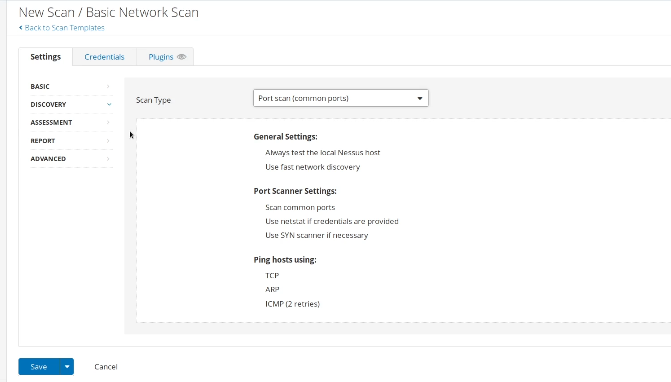 New Scan / Basic Network Scan
Back to Scan Templates
Settings Credentials Plugins
BASIC
DISCOVERY
ASSESSMENT
REPORT
ADVANCED
Scan Type Port scan (common ports)
General Settings:
Always test the local Nessus host
Use fast network discovery
Port Scanner Settings:
Scan common ports
Use netstat if credentials are provided
Use SYN scanner if necessary
Ping hosts using:
TCP
ARP
ICMP (2 retries)
Save Cancel